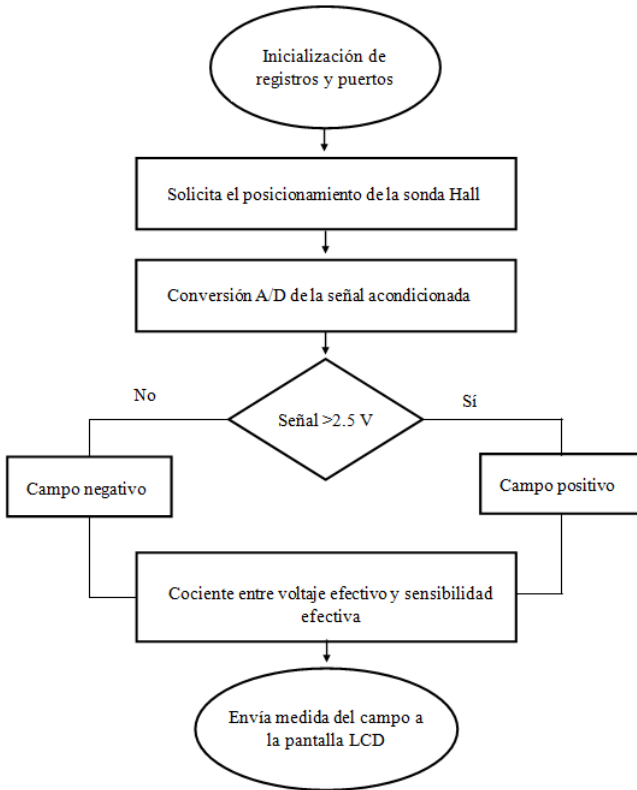 Inicialización de
registros y puertos
Solicita el posicionamiento de la sonda Hall
Conversión A/D de la señal acondicionada
No
Señal >2.5 V
Sí
Campo negativo
Campo positivo
Cociente entre voltaje efectivo y sensibilidad
efectiva
Envía medida del campo a
la pantalla LCD